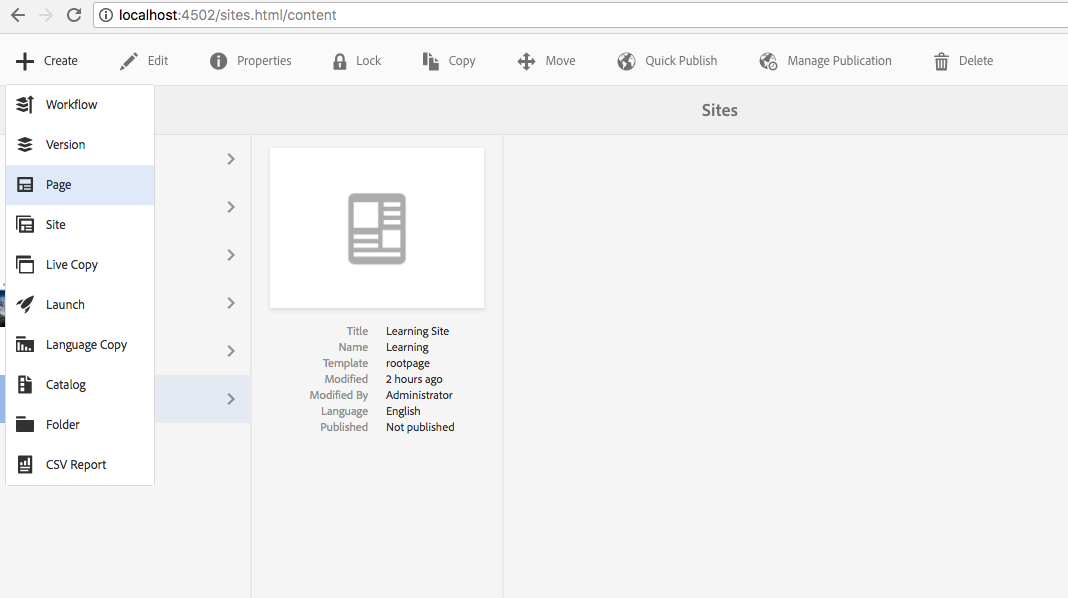 localhost:4502/sites.html/content
Create Edit Properties Lock Copy Move Quick Publish Manage Publication Delete
Sites
Workflow
Version
Page
Site
Live Copy
Launch
Language Copy
Catalog
Folder
CSV Report
Title Learning Site
Name Learning
Template rootpage
Modified 2 hours ago
Modified By Administrator
Language English
Published Not published